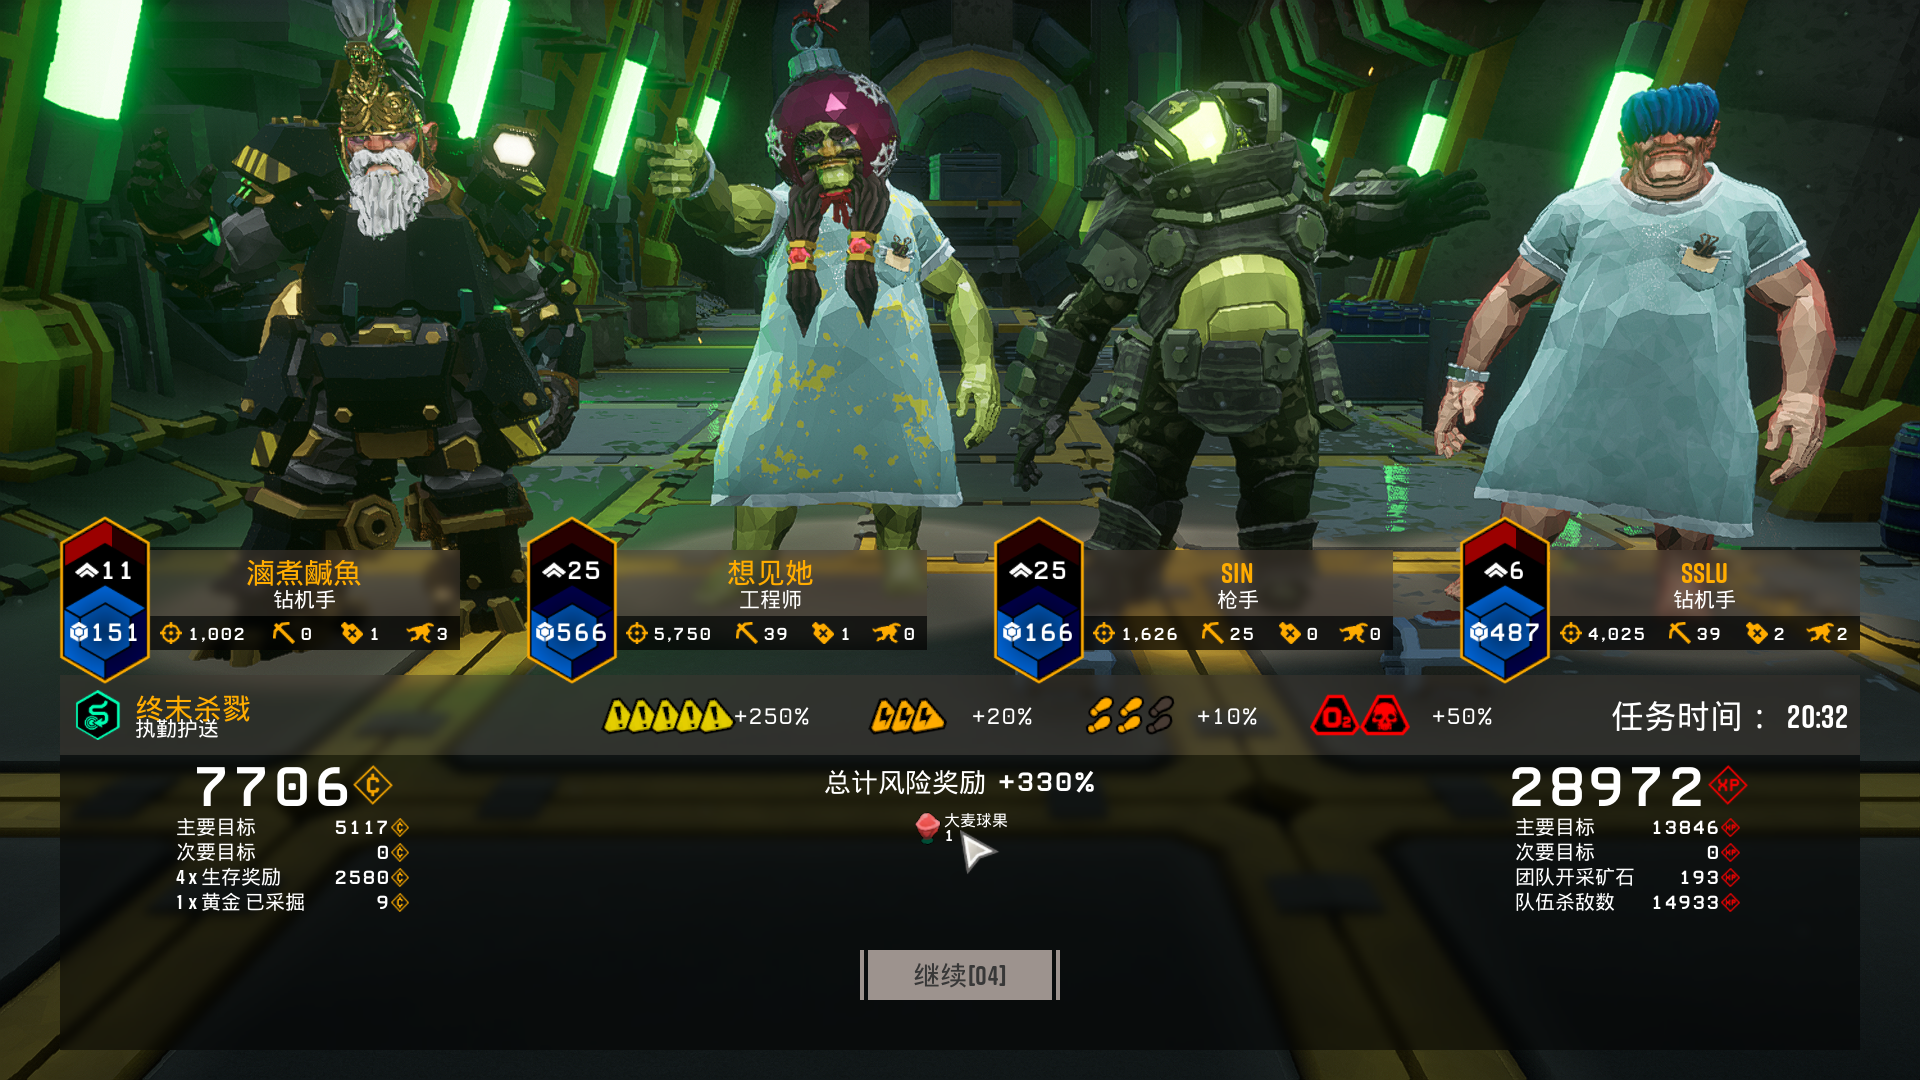 11
滷煮鹹魚
钻机手
151
1,002 0 1 3
25
想见她
工程师
566
5,750 39 1 0
25
SIN
枪手
166
1,626 25 0 0
6
SSLU
钻机手
487
4,025 39 2 2
终末杀戮
执勤护送
+250%
+20%
+10%
O₂
+50%
任务时间： 20:32
7706
主要目标 5117
次要目标 0
4x生存奖励 2580
1x黄金 已采掘 9
总计风险奖励 +330%
大麦球果
1
28972 XP
主要目标 13846
次要目标 0
团队开采矿石 193
队伍杀敌数 14933
继续[04]